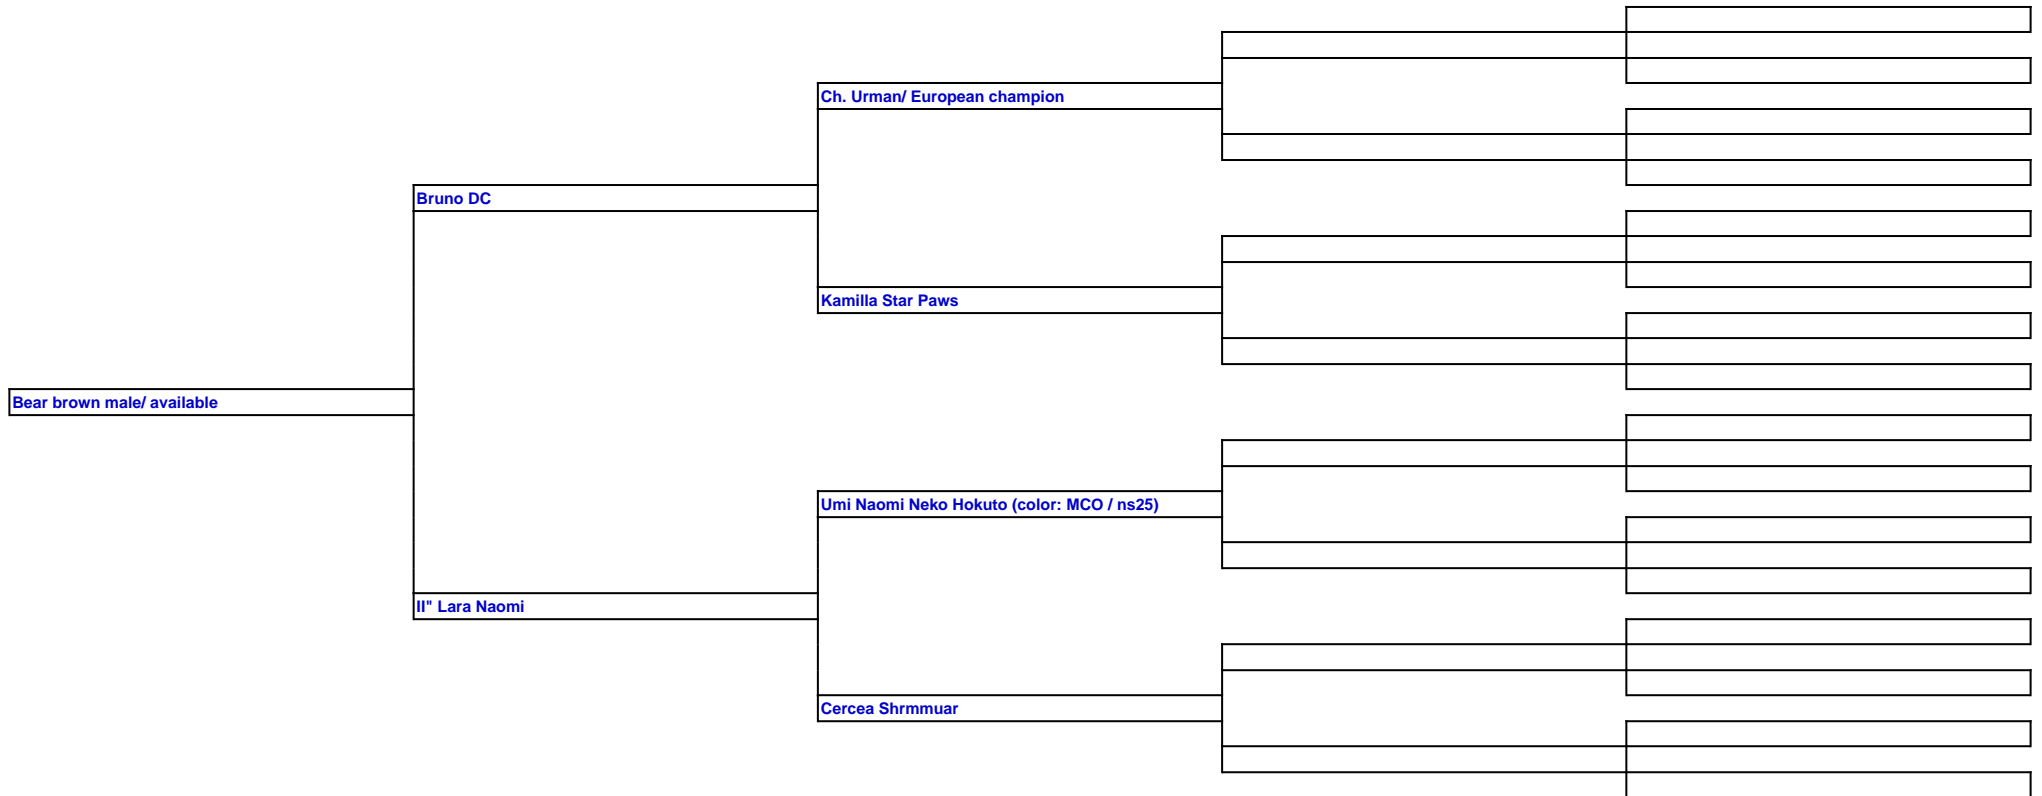 Ch. Urman/ European champion
Bruno DC
Kamilla Star Paws
Bear brown male/ available
Umi Naomi Neko Hokuto (color: MCO / ns25)
II" Lara Naomi
Cercea Shrmmuar